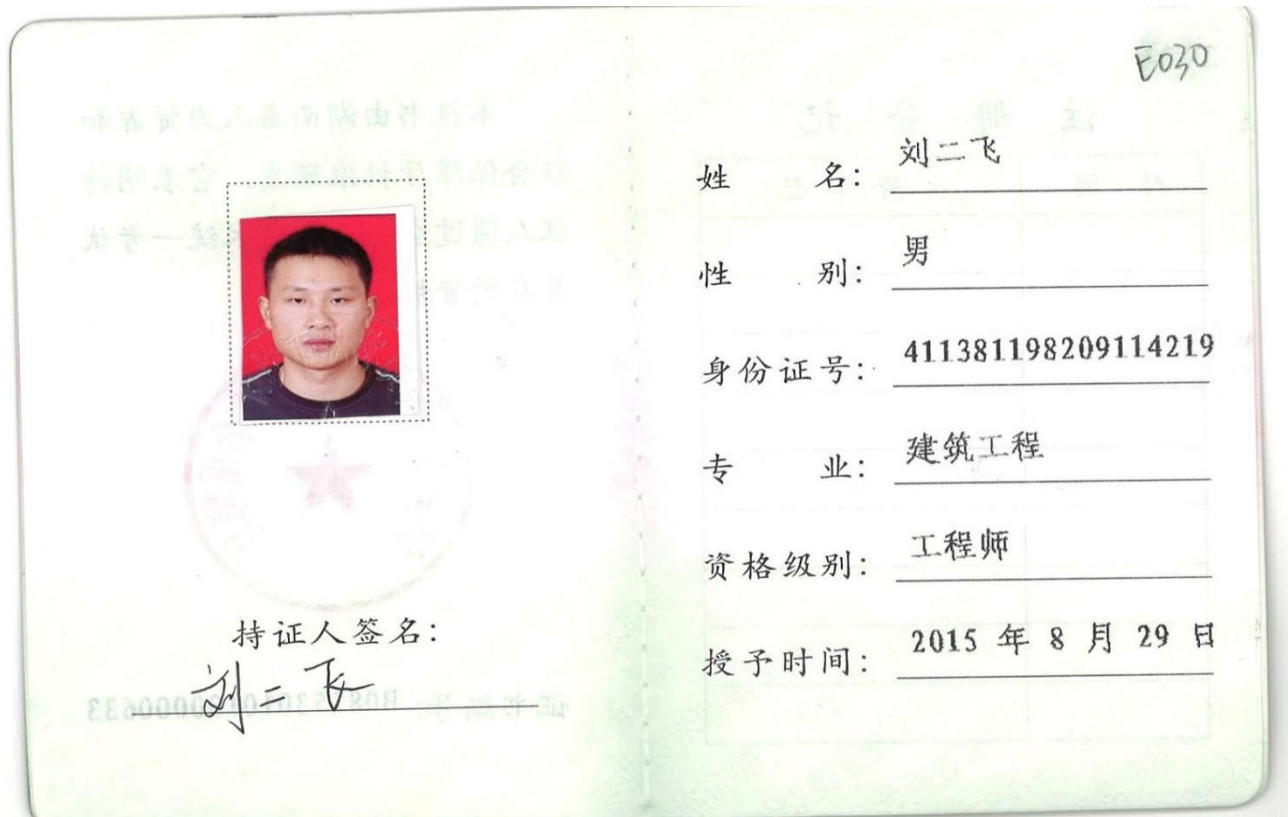 持证人签名：
刘二飞
E030
姓 名：刘二飞
性 别：男
身份证号：411381198209114219
专 业：建筑工程
资格级别：工程师
授予时间：2015 年 8 月 29 日